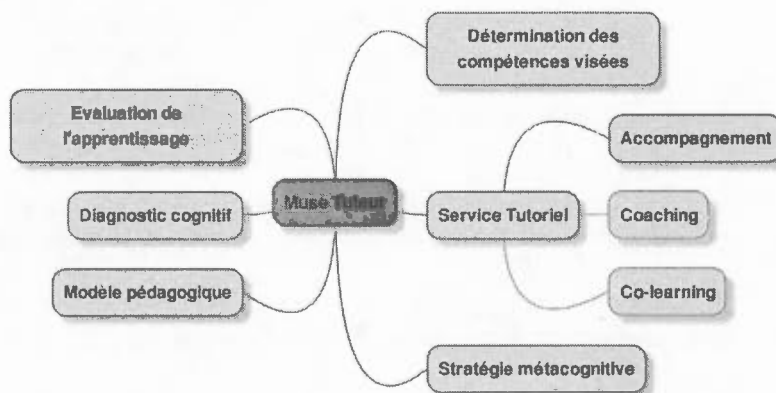 Détermination des
compétences visées
Evaluation de
l'apprentissage
Accompagnement
Muse Tuteur
Diagnostic cognitif
Service Tutoriel
Coaching
Modèle pédagogique
Co-learning
Stratégie métacognitive